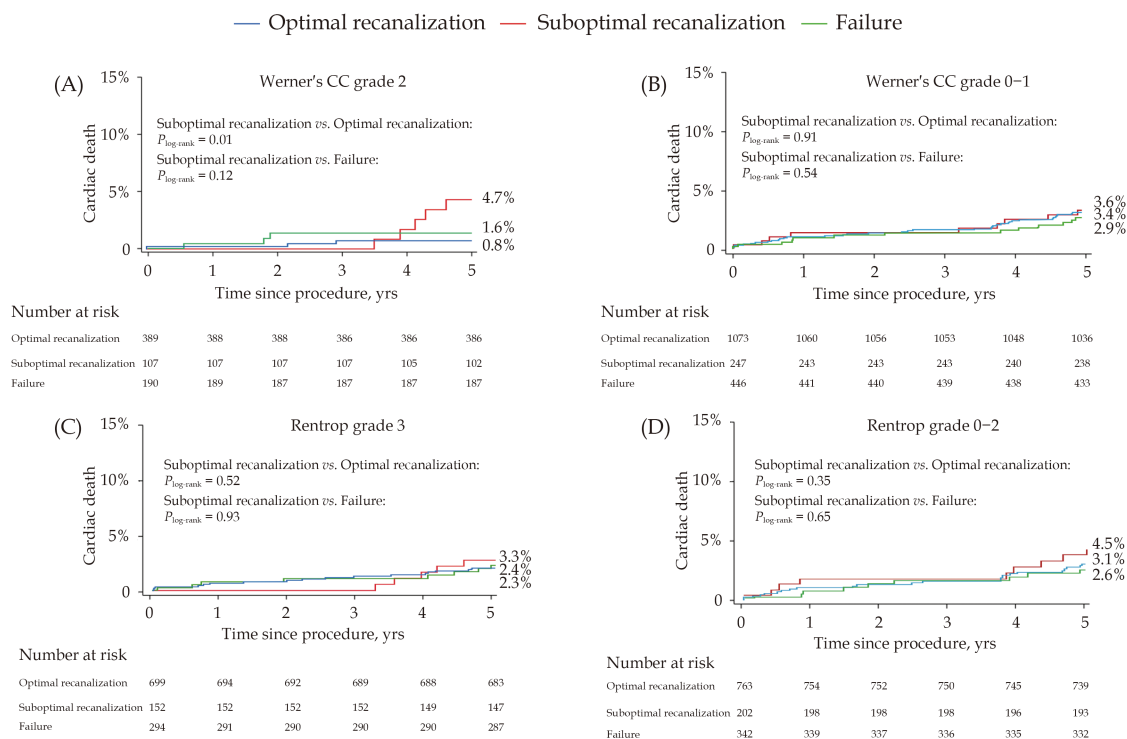 Optimal recanalization Suboptimal recanalization Failure
(A)
Werner's CC grade 2
15%
10%
5%
0
Cardiac death
Suboptimal recanalization vs. Optimal recanalization:
Plog-rank = 0.01
Suboptimal recanalization vs. Failure:
Plog-rank = 0.12
4.7%
1.6%
0.8%
0 1 2 3 4 5
Time since procedure, yrs
Number at risk
Optimal recanalization 389 388 388 386 386 386
Suboptimal recanalization 107 107 107 107 105 102
Failure 190 189 187 187 187 187
(B)
Werner's CC grade 0−1
15%
10%
5%
0
Cardiac death
Suboptimal recanalization vs. Optimal recanalization:
Plog-rank = 0.91
Suboptimal recanalization vs. Failure:
Plog-rank = 0.54
3.6%
3.4%
2.9%
0 1 2 3 4 5
Time since procedure, yrs
Number at risk
Optimal recanalization 1073 1060 1056 1053 1048 1036
Suboptimal recanalization 247 243 243 243 240 238
Failure 446 441 440 439 438 433
(C)
Rentrop grade 3
15%
10%
5%
0
Cardiac death
Suboptimal recanalization vs. Optimal recanalization:
Plog-rank = 0.52
Suboptimal recanalization vs. Failure:
Plog-rank = 0.93
3.3%
2.4%
2.3%
0 1 2 3 4 5
Time since procedure, yrs
Number at risk
Optimal recanalization 699 694 692 689 688 683
Suboptimal recanalization 152 152 152 152 149 147
Failure 294 291 290 290 290 287
(D)
Rentrop grade 0−2
15%
10%
5%
0
Cardiac death
Suboptimal recanalization vs. Optimal recanalization:
Plog-rank = 0.35
Suboptimal recanalization vs. Failure:
Plog-rank = 0.65
4.5%
3.1%
2.6%
0 1 2 3 4 5
Time since procedure, yrs
Number at risk
Optimal recanalization 763 754 752 750 745 739
Suboptimal recanalization 202 198 198 198 196 193
Failure 342 339 337 336 335 332